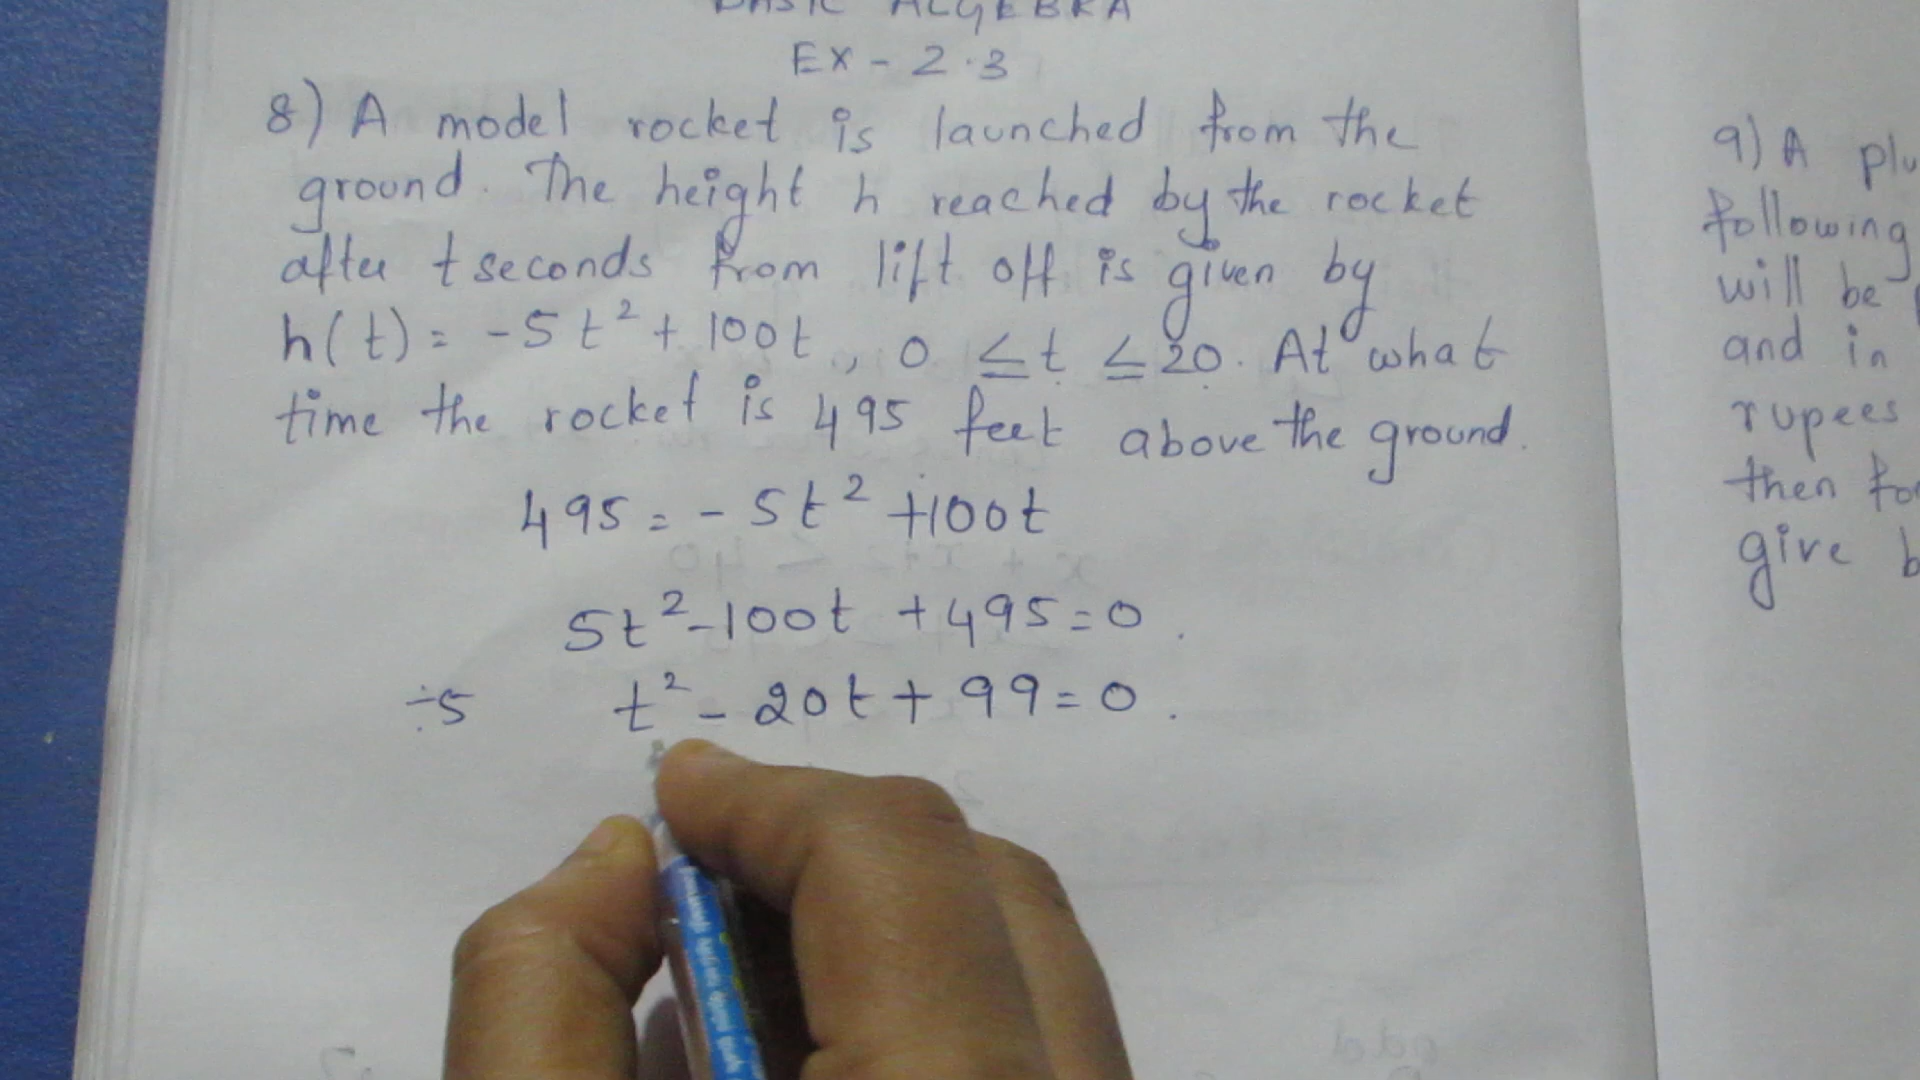 BASIC ALGEBRA
EX - 2.3
8) A model rocket is launched from the
ground. The height h reached by the rocket
after t seconds from lift off is given by
h(t) = -5t² + 100t, 0 ≤ t ≤ 20. At what
time the rocket is 495 feet above the ground.
495 = -5t² +100t
5t²-100t +495=0.
÷5 t² - 20t + 99=0.
9) A
following
will be
and in
rupees
then
give